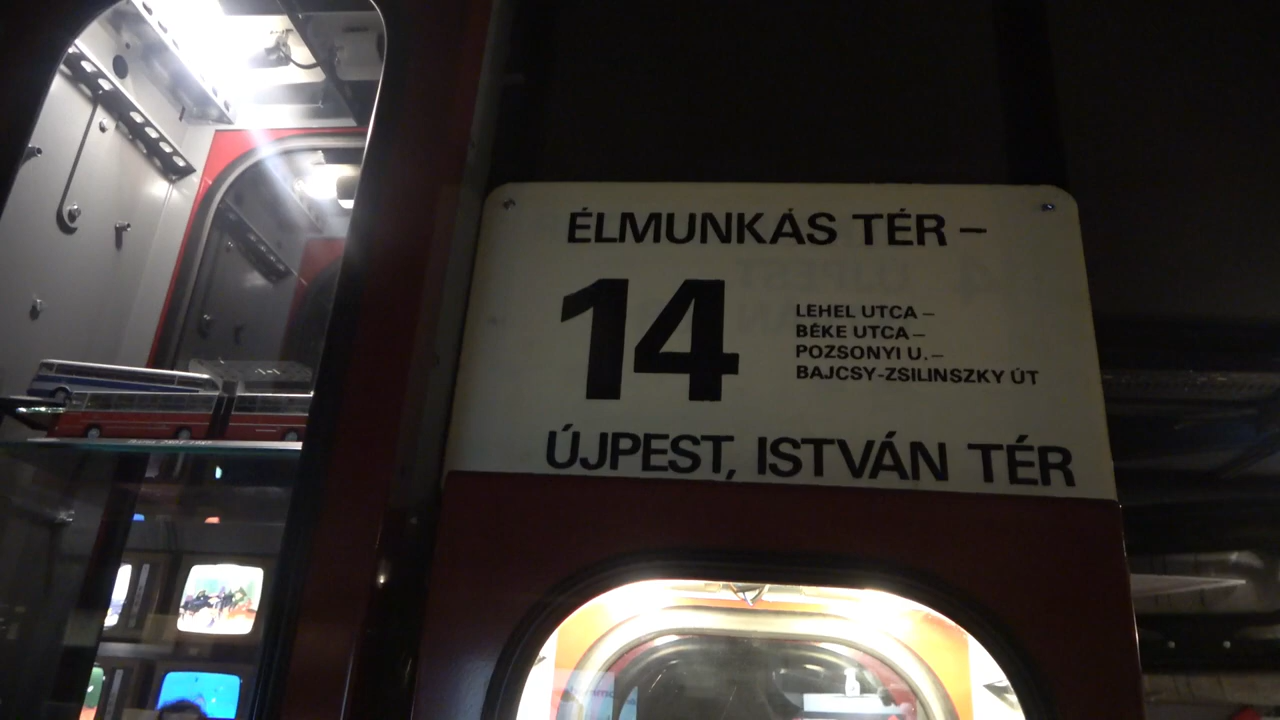 ÉLMUNKÁS TÉR –
14
LEHEL UTCA –
BÉKE UTCA –
POZSONYI U. –
BAJCSY-ZSILINSZKY ÚT
ÚJPEST, ISTVÁN TÉR